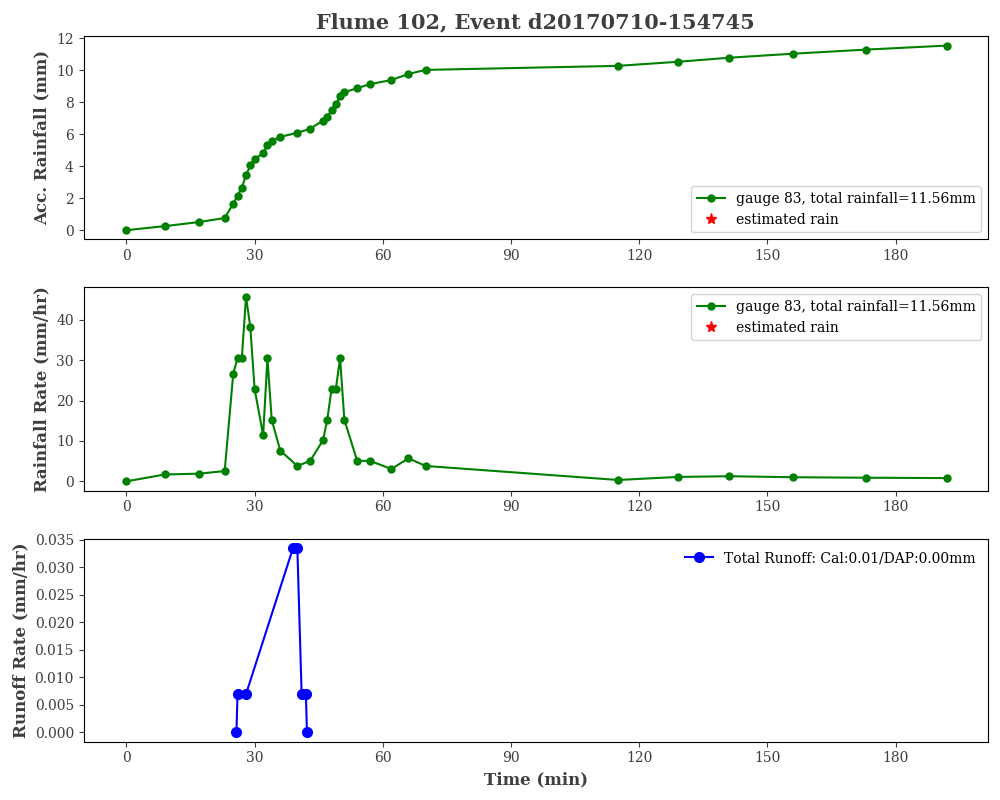 Flume 102, Event d20170710-154745
Acc. Rainfall (mm)
12
10
8
6
4
2
0
gauge 83, total rainfall=11.56mm
estimated rain
0 30 60 90 120 150 180
Rainfall Rate (mm/hr)
40
30
20
10
0
gauge 83, total rainfall=11.56mm
estimated rain
0 30 60 90 120 150 180
Runoff Rate (mm/hr)
0.035
0.030
0.025
0.020
0.015
0.010
0.005
0.000
Total Runoff: Cal:0.01/DAP:0.00mm
0 30 60 90 120 150 180
Time (min)